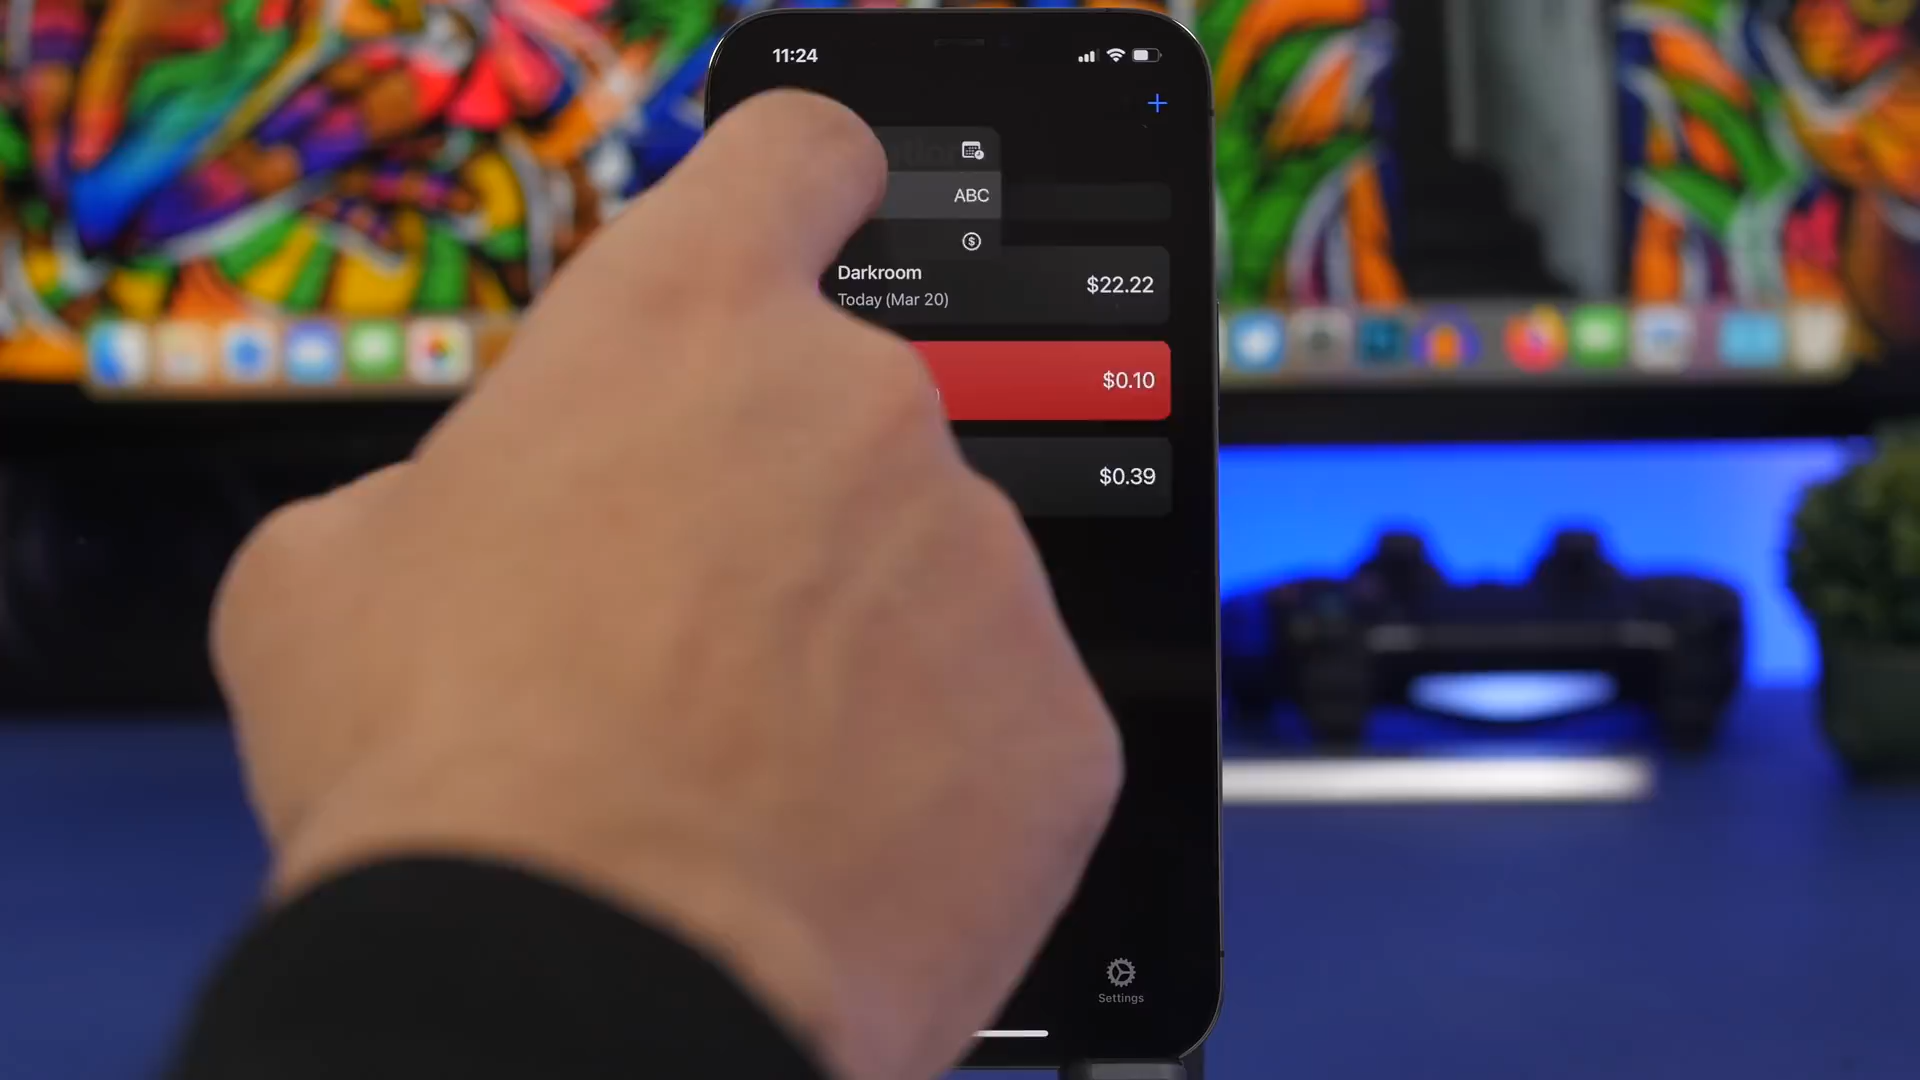 11:24
ABC
Darkroom
$22.22
Today (Mar 20)
$0.10
$0.39
Settings